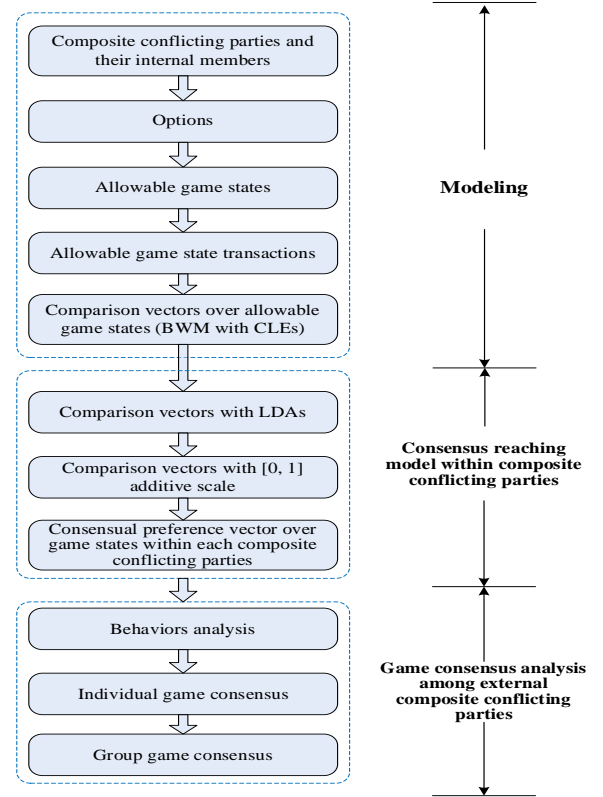 Composite conflicting parties and
their internal members
Options
Allowable game states
Allowable game state transactions
Comparison vectors over allowable
game states (BWM with CLEs)
Modeling
Comparison vectors with LDAs
Comparison vectors with [0, 1]
additive scale
Consensual preference vector over
game states within each composite
conflicting parties
Consensus reaching
model within composite
conflicting parties
Behaviors analysis
Individual game consensus
Group game consensus
Game consensus analysis
among external
composite conflicting
parties